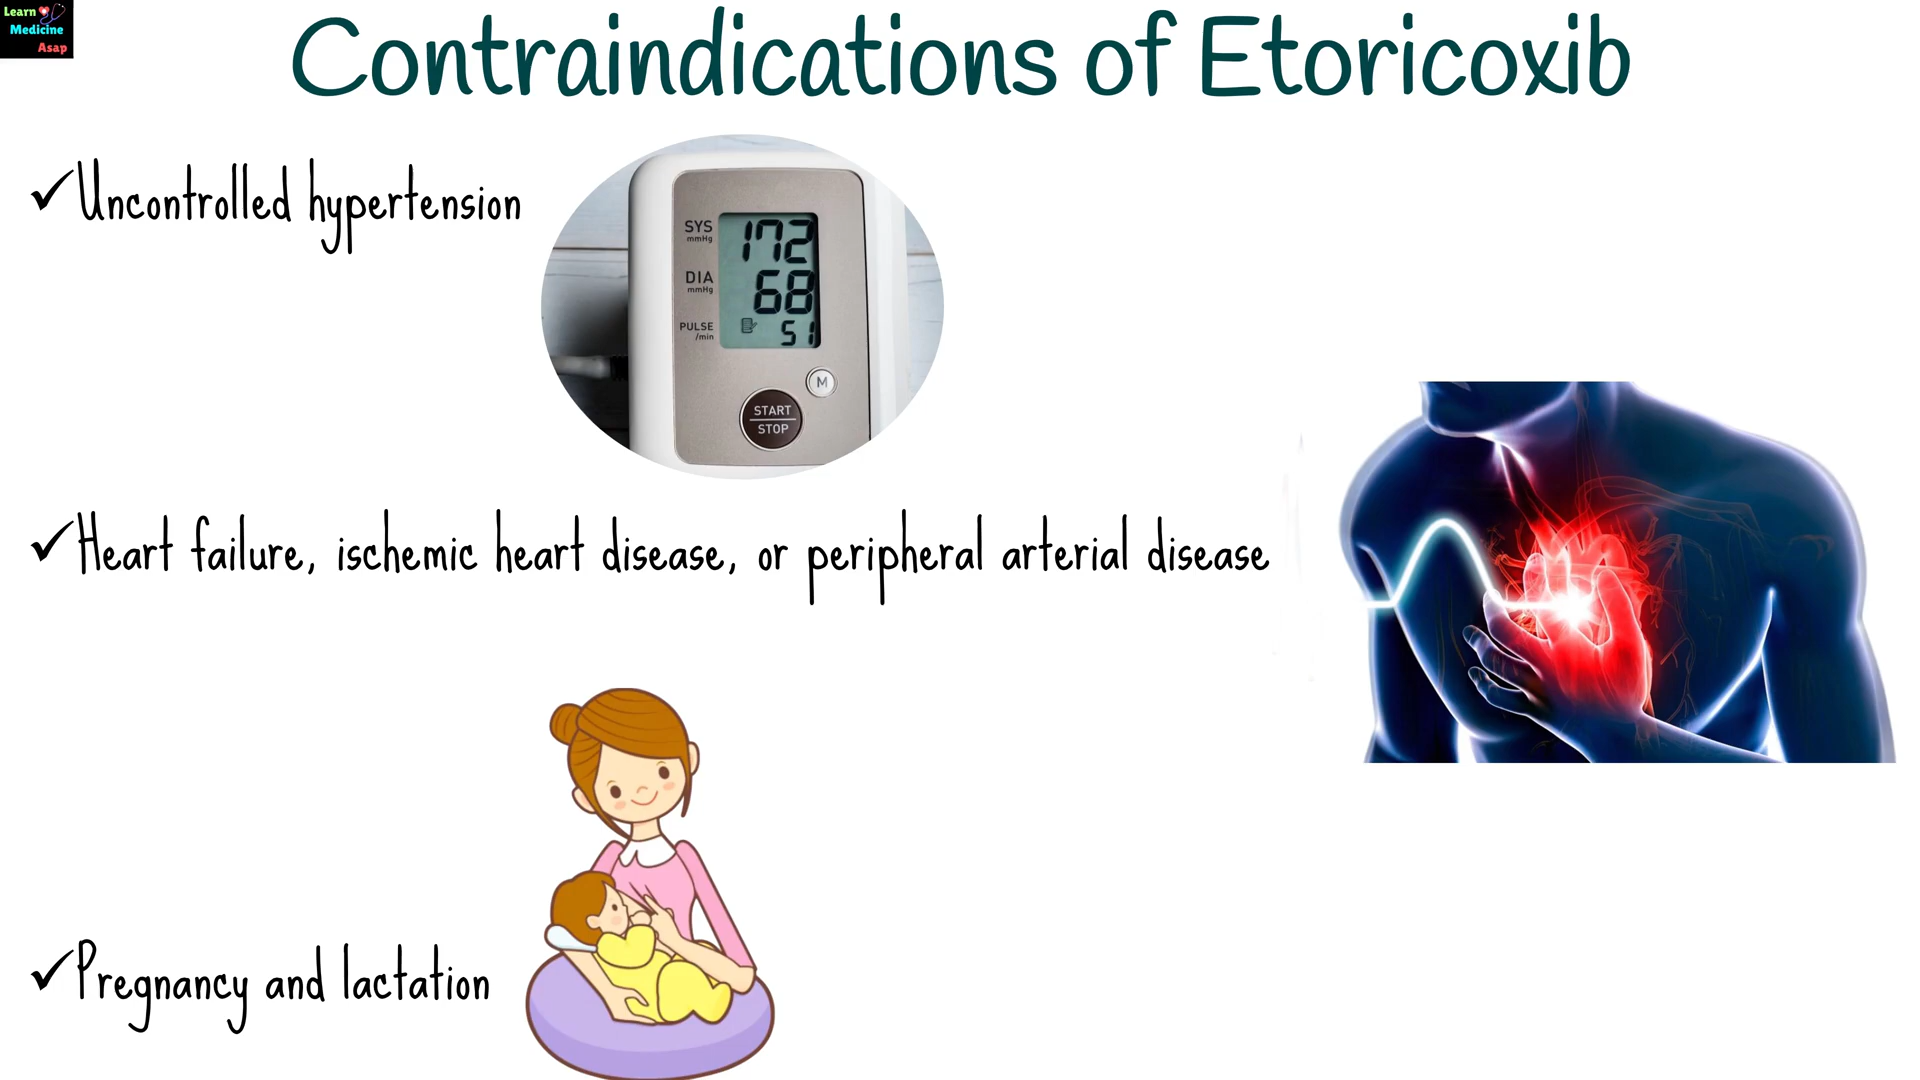 Learn
Medicine
Asap
Contraindications of Etoricoxib
✓Uncontrolled hypertension
SYS
mmHg
172
DIA
mmHg
68
PULSE
/min
51
M
START
STOP
✓Heart failure, ischemic heart disease, or peripheral arterial disease
✓Pregnancy and lactation